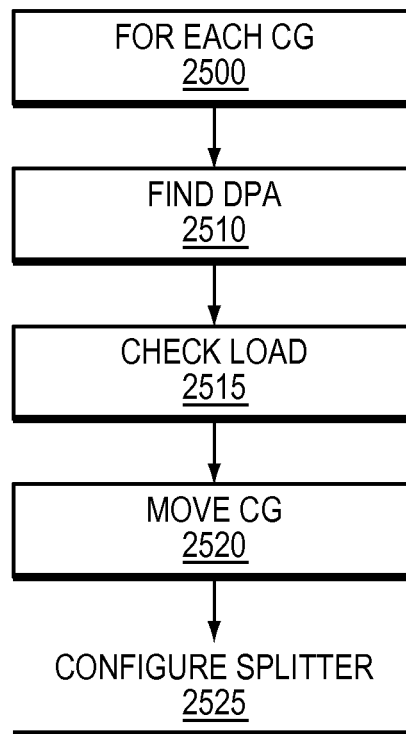 FOR EACH CG
2500
FIND DPA
2510
CHECK LOAD
2515
MOVE CG
2520
CONFIGURE SPLITTER
2525